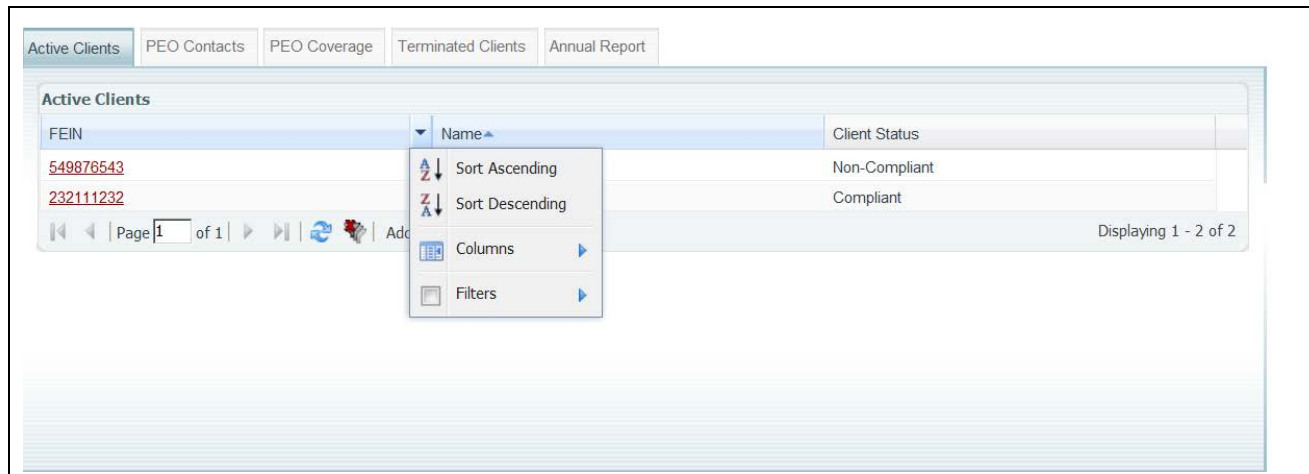 Active Clients PEO Contacts PEO Coverage Terminated Clients Annual Report
Active Clients
FEIN Name Client Status
549876543 Sort Ascending Non-Compliant
232111232 Sort Descending Compliant
Page 1 of 1 Displaying 1 - 2 of 2
Columns
Filters